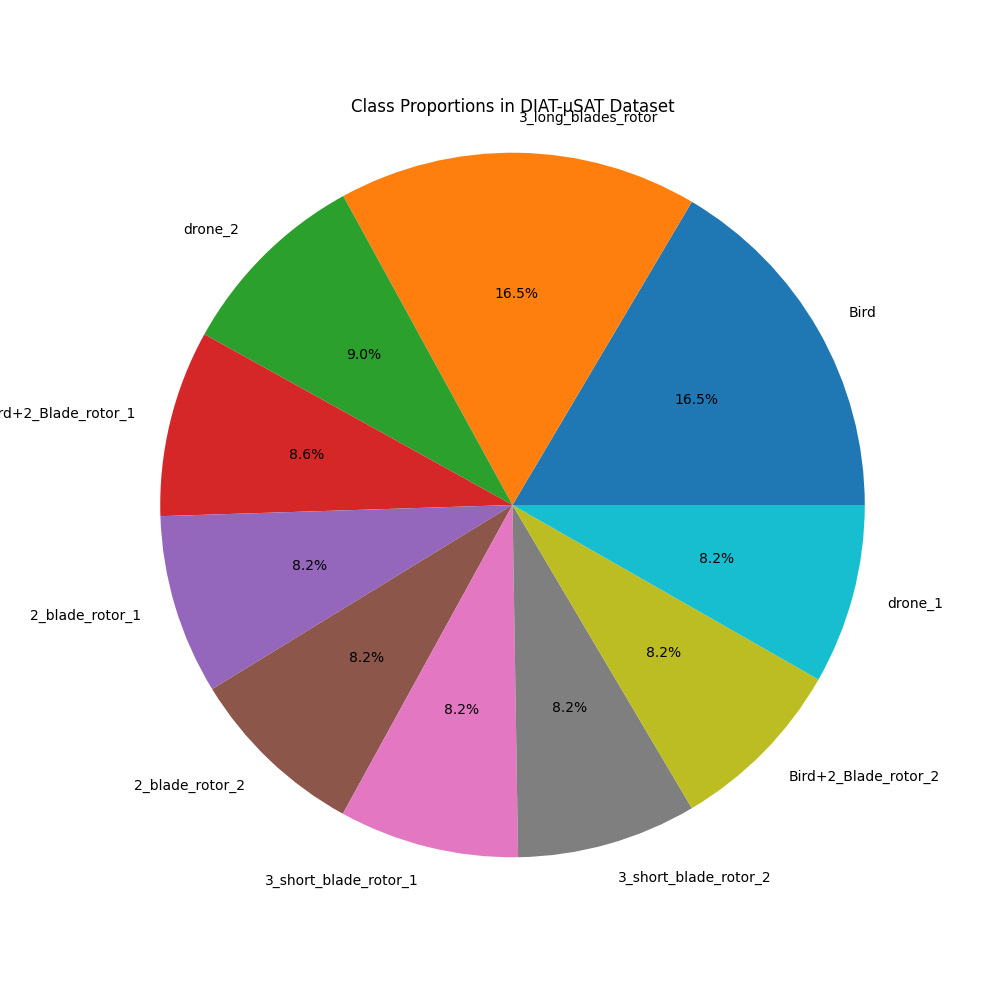 Class Proportions in DIAT-μSAT Dataset
3_long_blades_rotor
drone_2
16.5%
Bird
9.0%
16.5%
rd+2_Blade_rotor_1
8.6%
8.2%
8.2%
2_blade_rotor_1
drone_1
8.2%
8.2%
8.2%
8.2%
2_blade_rotor_2
Bird+2_Blade_rotor_2
3_short_blade_rotor_1
3_short_blade_rotor_2